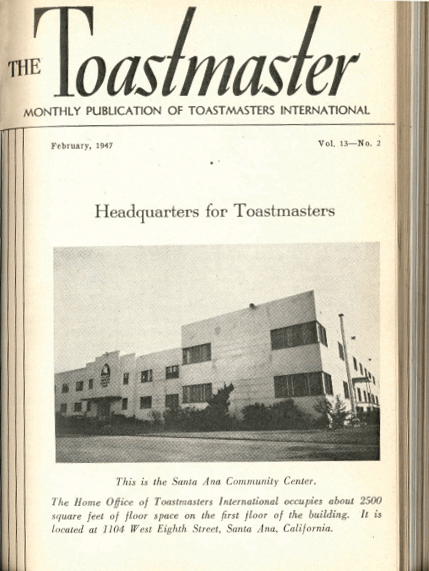 THE Toastmaster
MONTHLY PUBLICATION OF TOASTMASTERS INTERNATIONAL
February, 1947 Vol. 13—No. 2
Headquarters for Toastmasters
This is the Santa Ana Community Center.
The Home Office of Toastmasters International occupies about 2500
square feet of floor space on the first floor of the building. It is
located at 1104 West Eighth Street, Santa Ana, California.